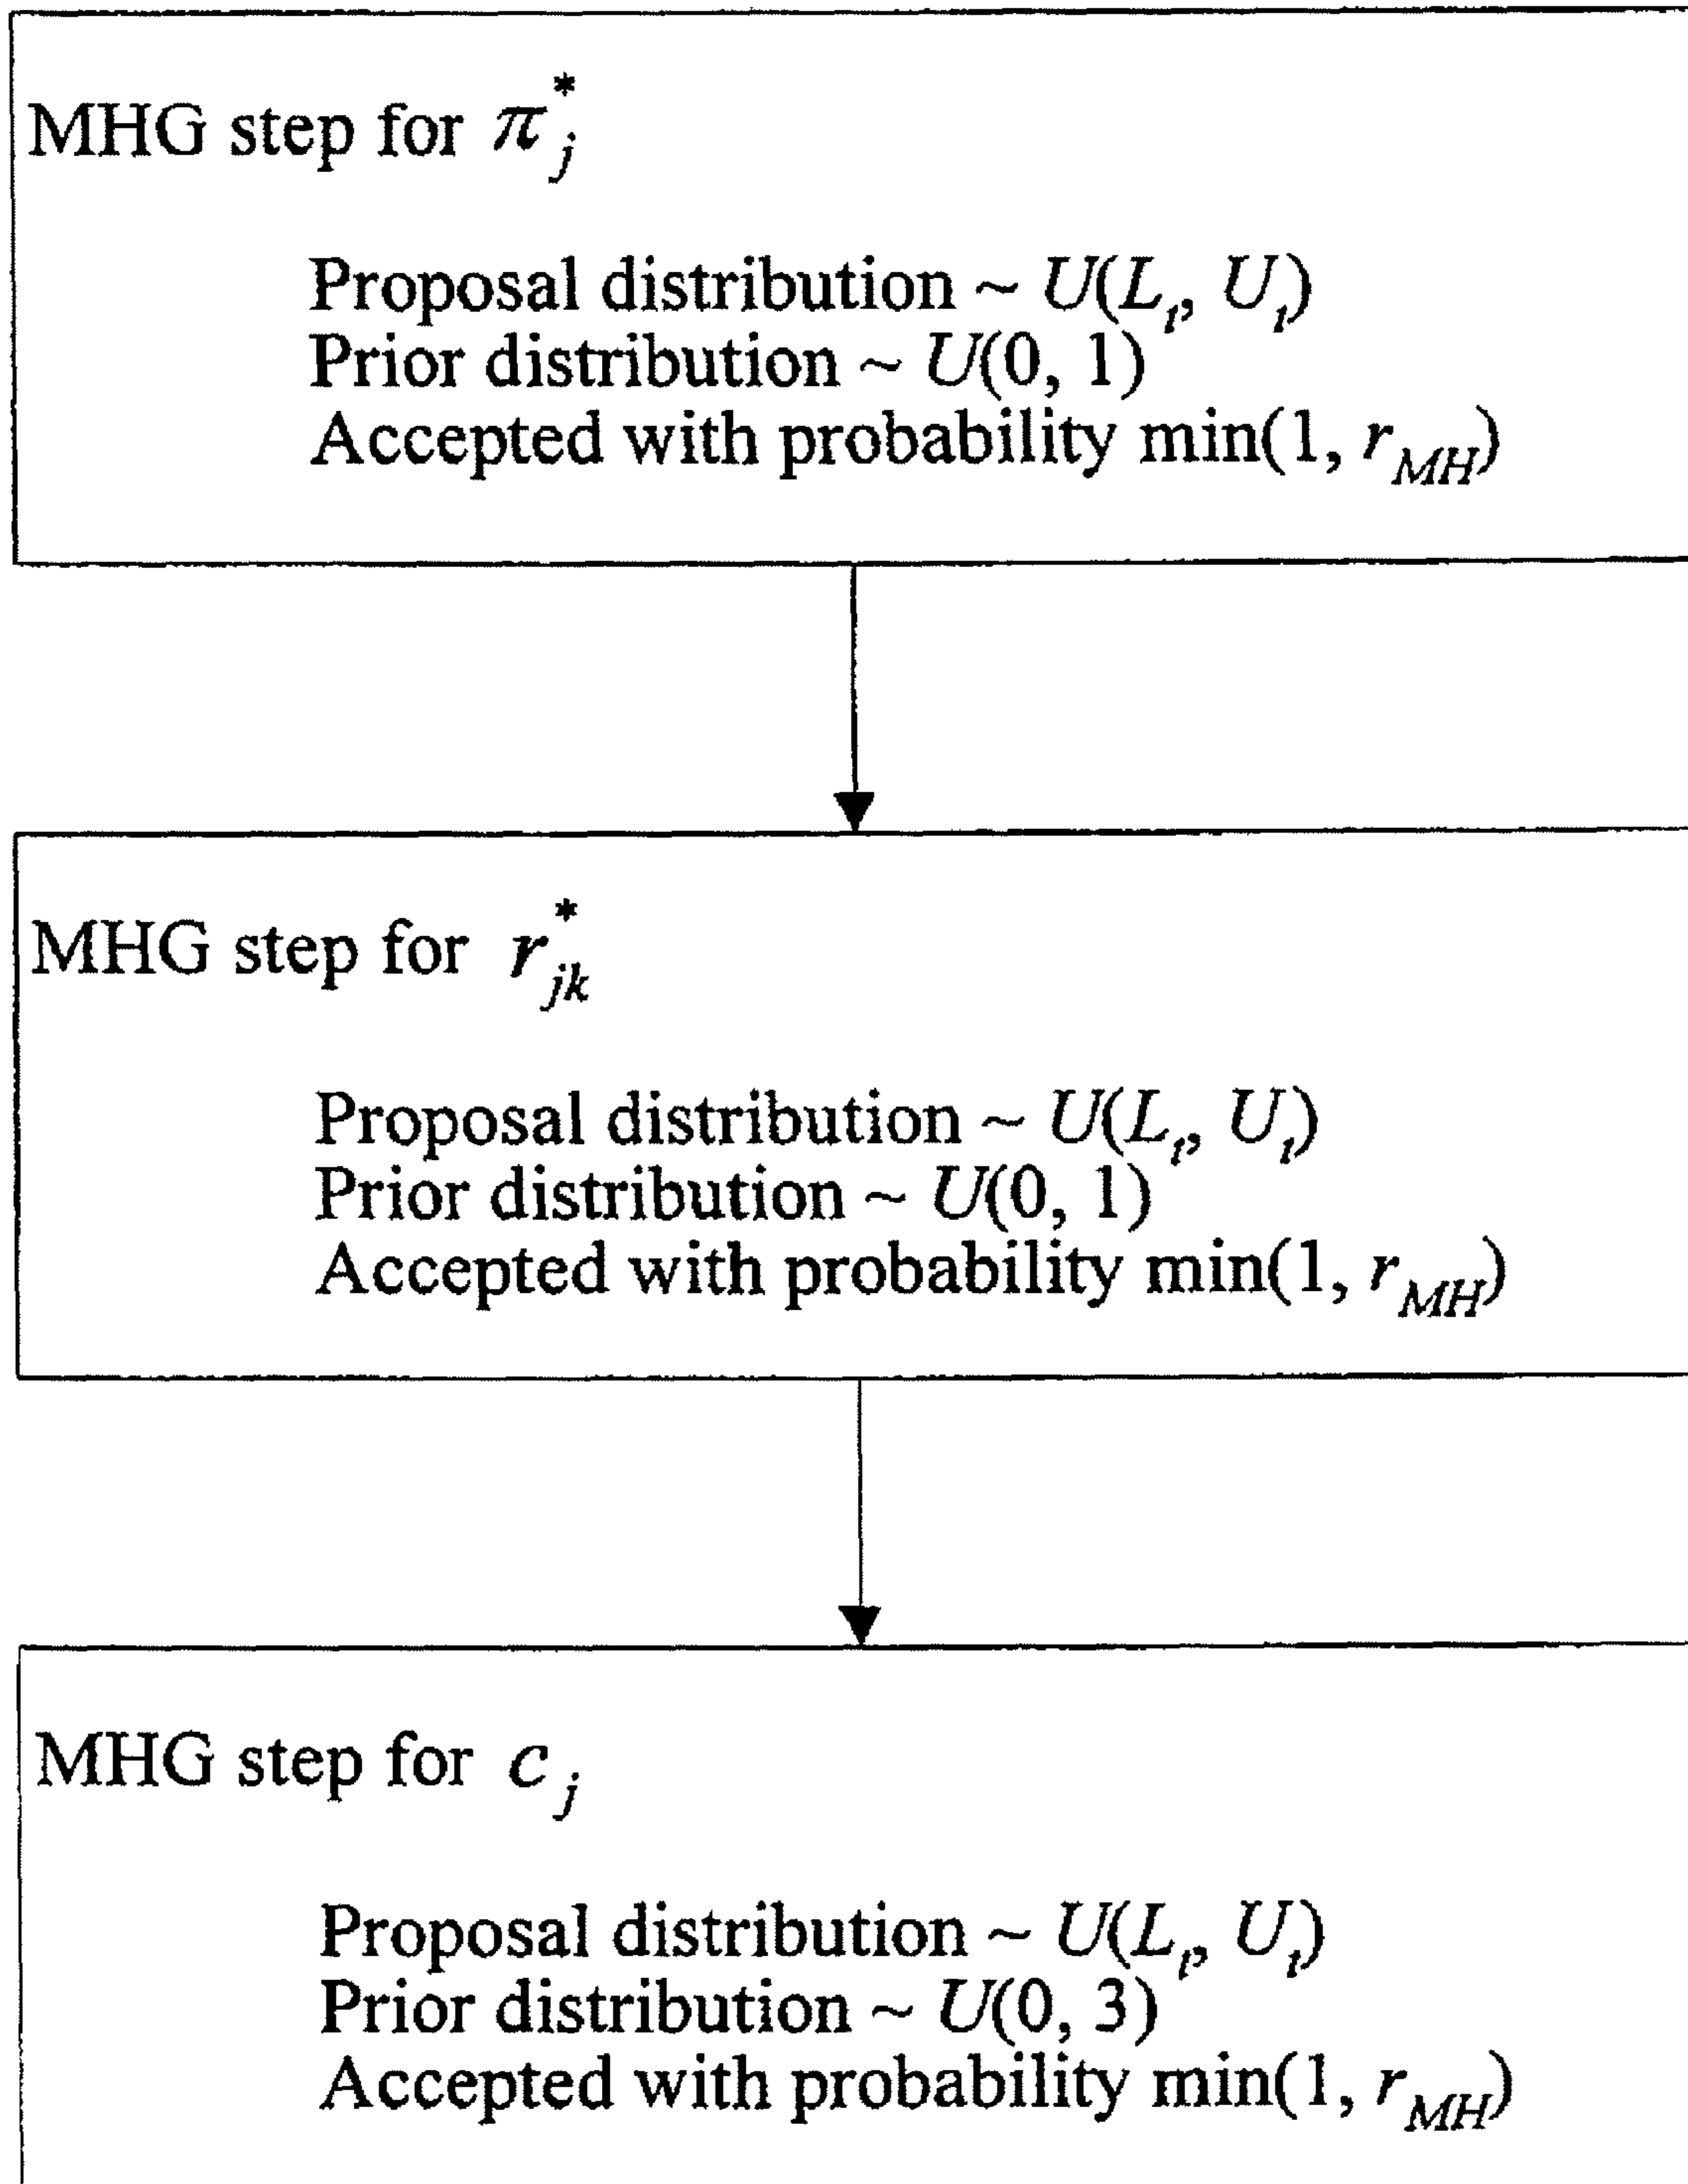 MHG step for π*j
Proposal distribution ~ U(Lt, Ut)
Prior distribution ~ U(0, 1)
Accepted with probability min(1, rMH)
MHG step for r*jk
Proposal distribution ~ U(Lt, Ut)
Prior distribution ~ U(0, 1)
Accepted with probability min(1, rMH)
MHG step for cj
Proposal distribution ~ U(Lt, Ut)
Prior distribution ~ U(0, 3)
Accepted with probability min(1, rMH)